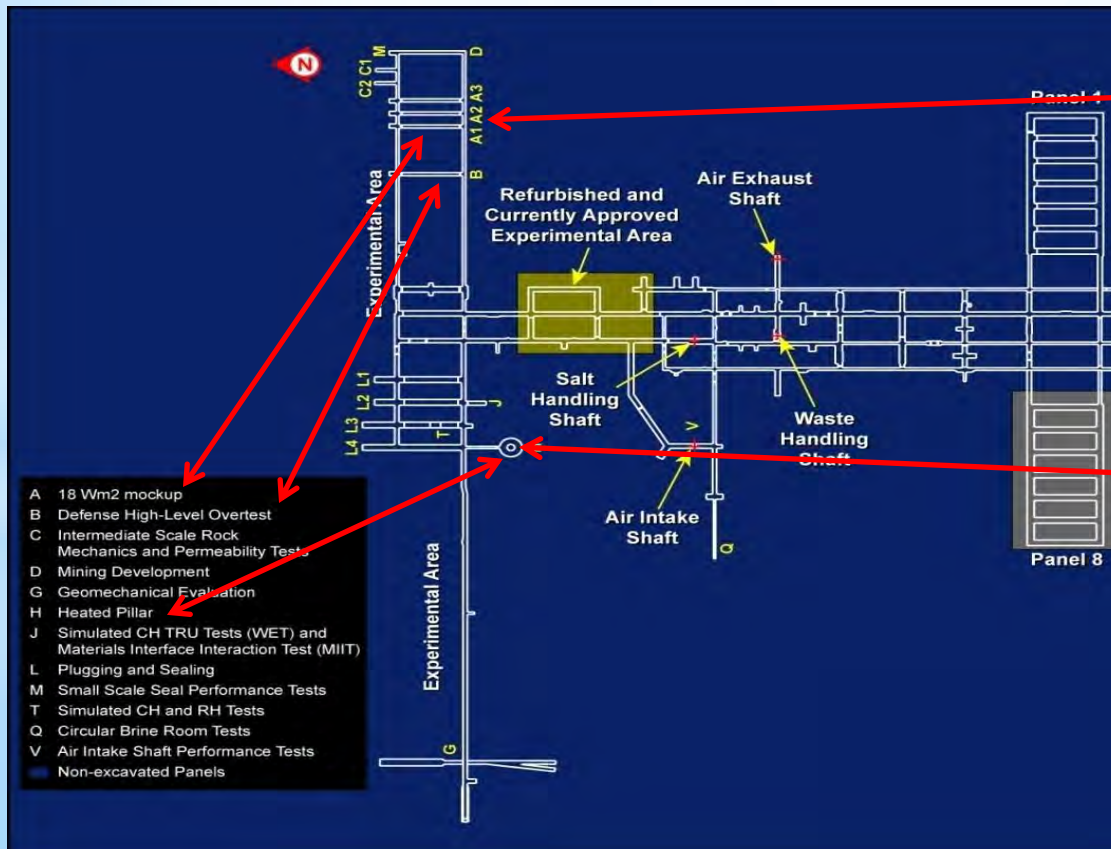 N
M
C1
C2
D
A3
A2
A1
B
Experimental Area
Refurbished and
Currently Approved
Experimental Area
Air Exhaust
Shaft
Panel 1
L1
L2
L3
L4
J
T
Salt
Handling
Shaft
V
Waste
Handling
Shaft
Air Intake
Shaft
Q
Panel 8
Experimental Area
G
A 18 Wm2 mockup
B Defense High-Level Overtest
C Intermediate Scale Rock
Mechanics and Permeability Tests
D Mining Development
G Geomechanical Evaluation
H Heated Pillar
J Simulated CH TRU Tests (WET) and
Materials Interface Interaction Test (MIIT)
L Plugging and Sealing
M Small Scale Seal Performance Tests
T Simulated CH and RH Tests
Q Circular Brine Room Tests
V Air Intake Shaft Performance Tests
Non-excavated Panels